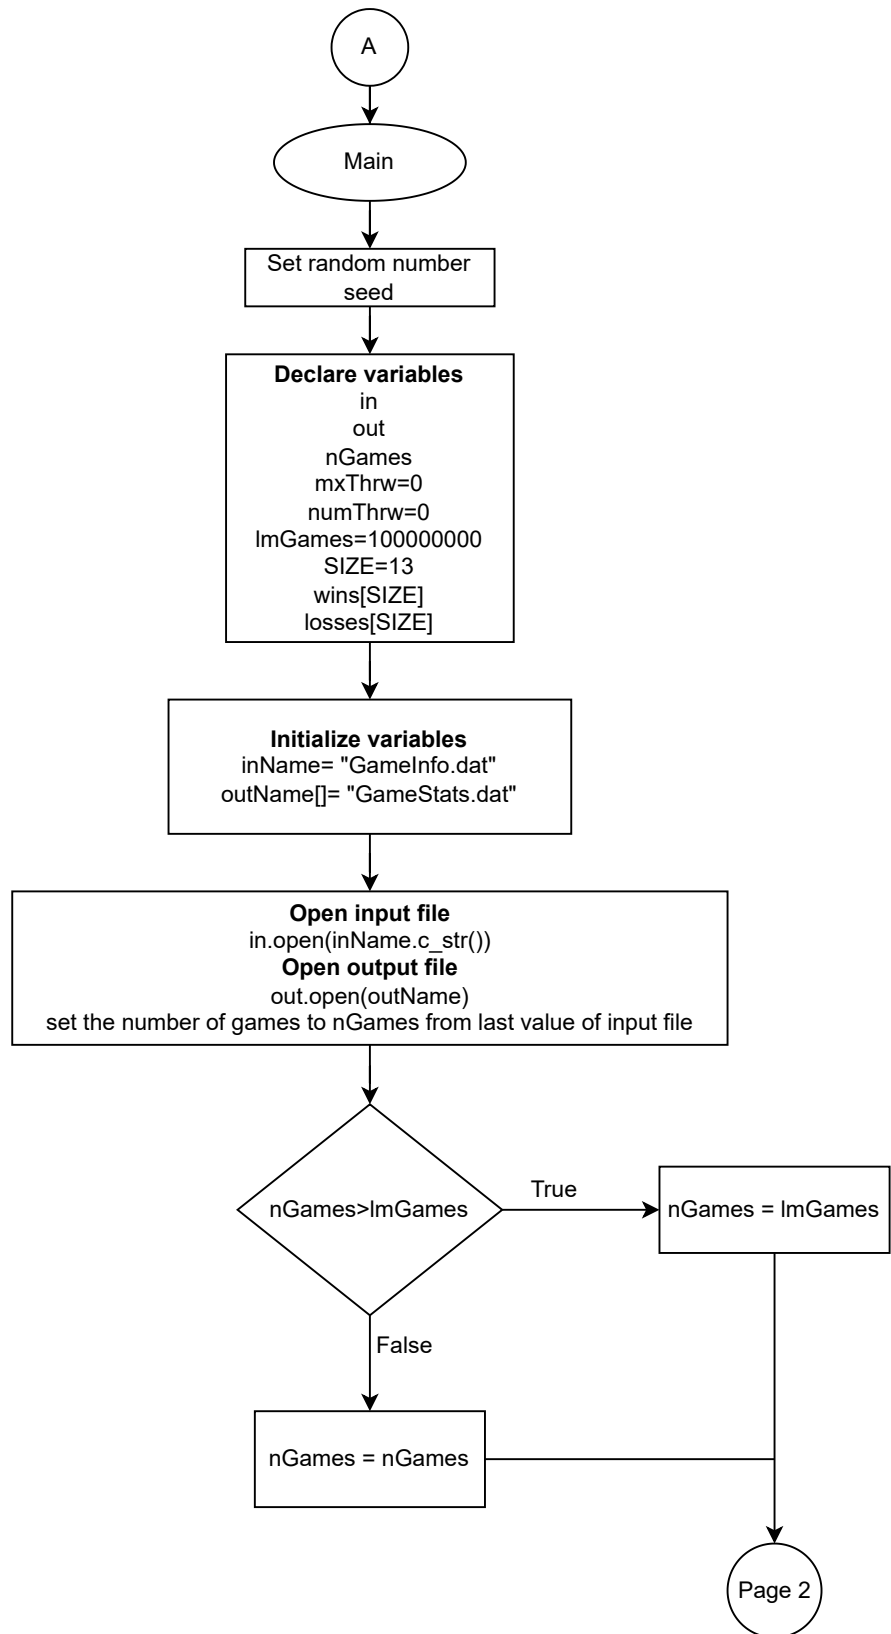 A
Main
Set random number
seed
Declare variables
in
out
nGames
mxThrw=0
numThrw=0
lmGames=100000000
SIZE=13
wins[SIZE]
losses[SIZE]
Initialize variables
inName= "GameInfo.dat"
outName[]= "GameStats.dat"
Open input file
in.open(inName.c_str())
Open output file
out.open(outName)
set the number of games to nGames from last value of input file
nGames>lmGames
True
nGames = lmGames
False
nGames = nGames
Page 2